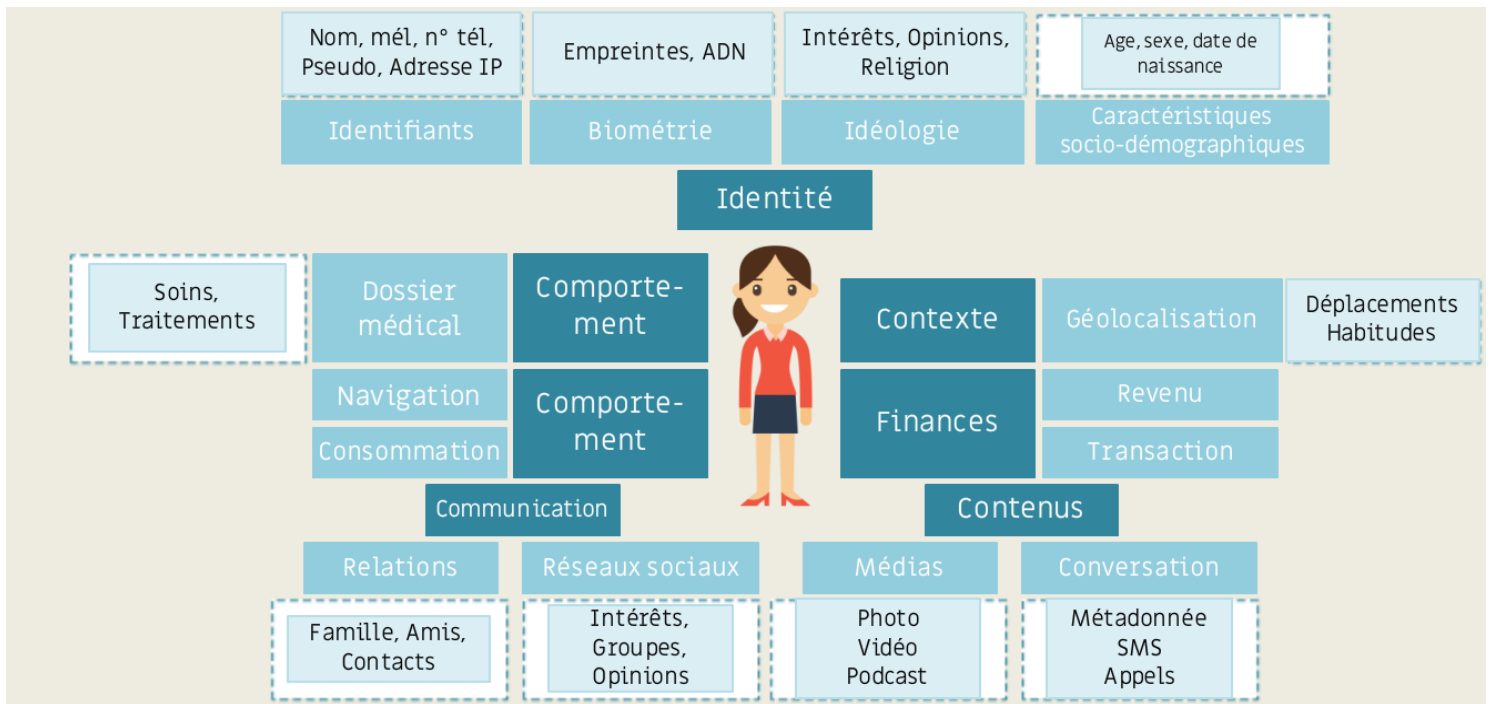 Nom, mél, n° tél,
Pseudo, Adresse IP
Empreintes, ADN
Intérêts, Opinions,
Religion
Age, sexe, date de
naissance
Identifiants
Biométrie
Idéologie
Caractéristiques
socio-démographiques
Identité
Soins,
Traitements
Dossier
médical
Comporte-
ment
Contexte
Géolocalisation
Déplacements
Habitudes
Navigation
Consommation
Comporte-
ment
Finances
Revenu
Transaction
Communication
Contenus
Relations
Réseaux sociaux
Médias
Conversation
Famille, Amis,
Contacts
Intérêts,
Groupes,
Opinions
Photo
Vidéo
Podcast
Métadonnée
SMS
Appels